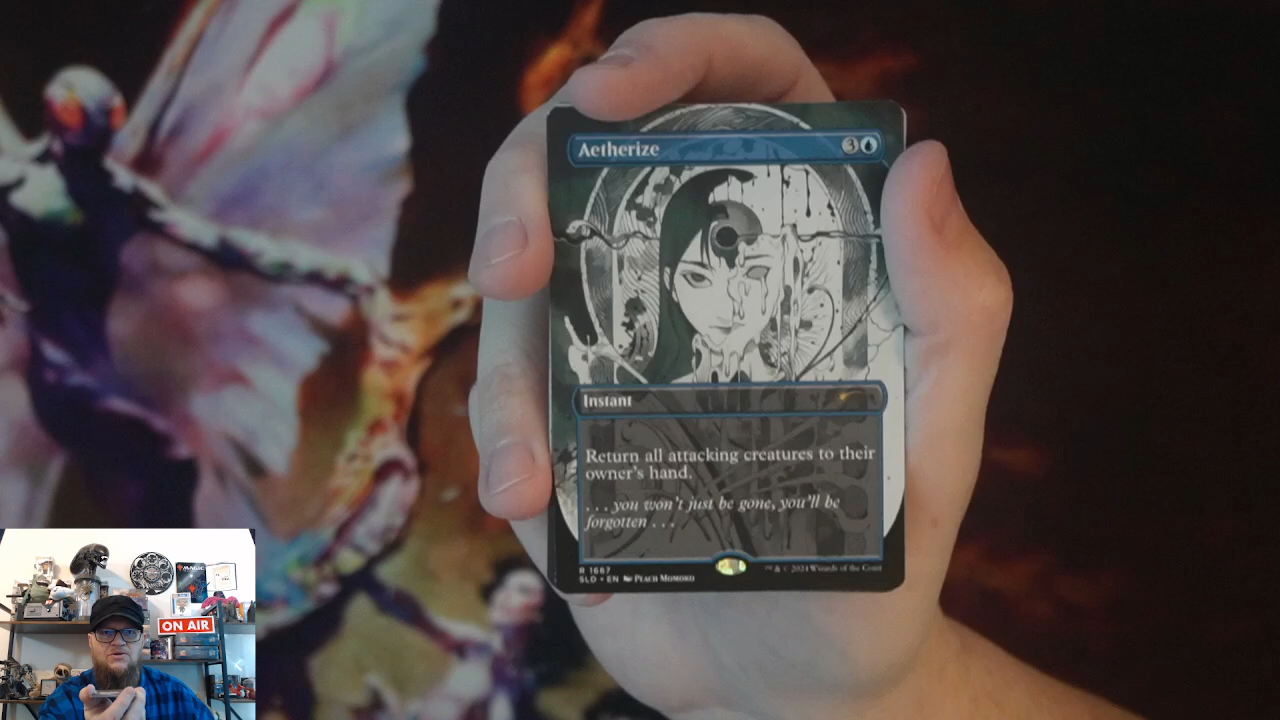 Aetherize
3
Instant
Return all attacking creatures to their
owner's hand.
. . . you won't just be gone, you'll be
forgotten . . .
R 1687
SLD • EN PEACH MOMOKO
™ & © 2024 Wizards of the Coast
MAGIC
ON AIR